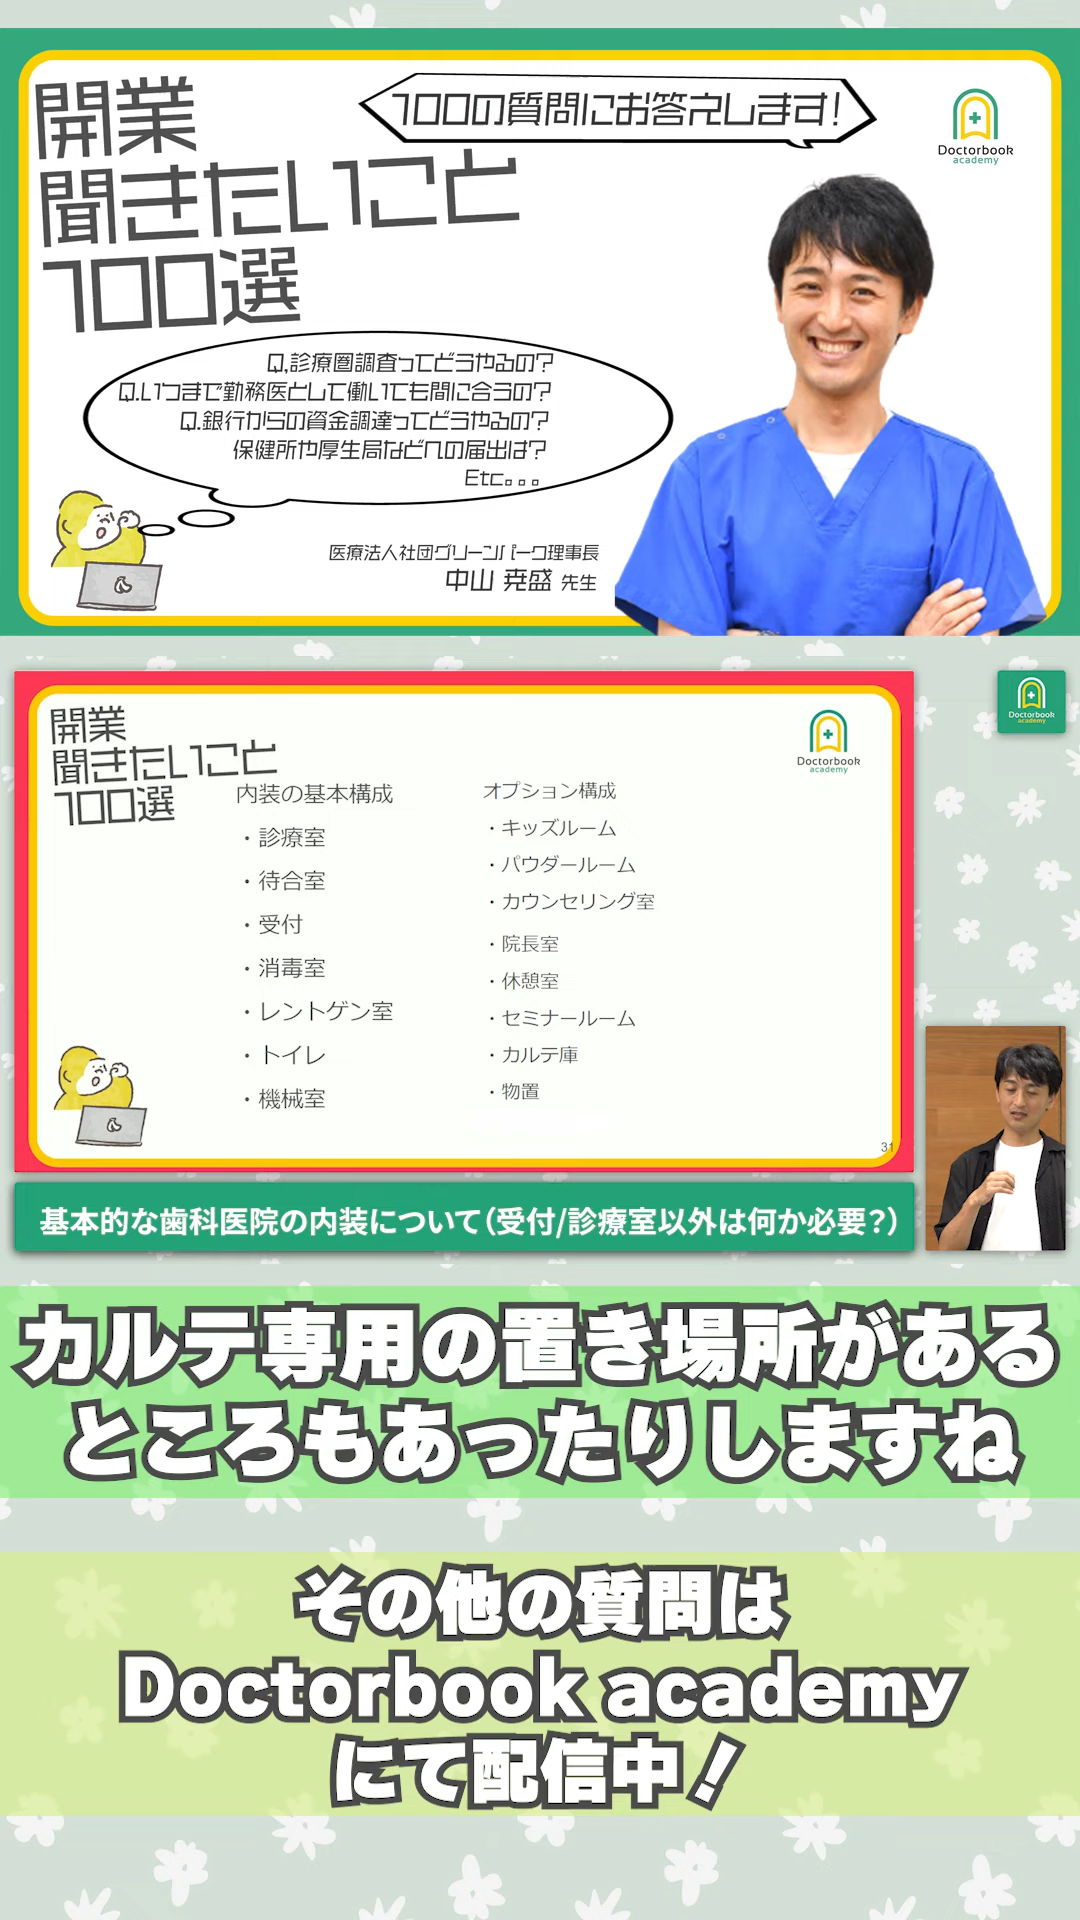 開業
聞きたいこと
100選
100の質問にお答えします!
Doctorbook
academy
Q.診療圏調査ってどうやるの?
Q.いつまで勤務医として働いても間に合うの?
Q.銀行からの資金調達ってどうやるの?
保健所や厚生局などへの届出は?
Etc。。。
医療法人社団グリーンパーク理事長
中山 尭盛 先生
開業
聞きたいこと
100選
Doctorbook
academy
内装の基本構成
・診療室
・待合室
・受付
・消毒室
・レントゲン室
・トイレ
・機械室
オプション構成
・キッズルーム
・パウダールーム
・カウンセリング室
・院長室
・休憩室
・セミナールーム
・カルテ庫
・物置
31
Doctorbook
academy
基本的な歯科医院の内装について(受付/診療室以外は何か必要?)
カルテ専用の置き場所がある
ところもあったりしますね
その他の質問は
Doctorbook academy
にて配信中!